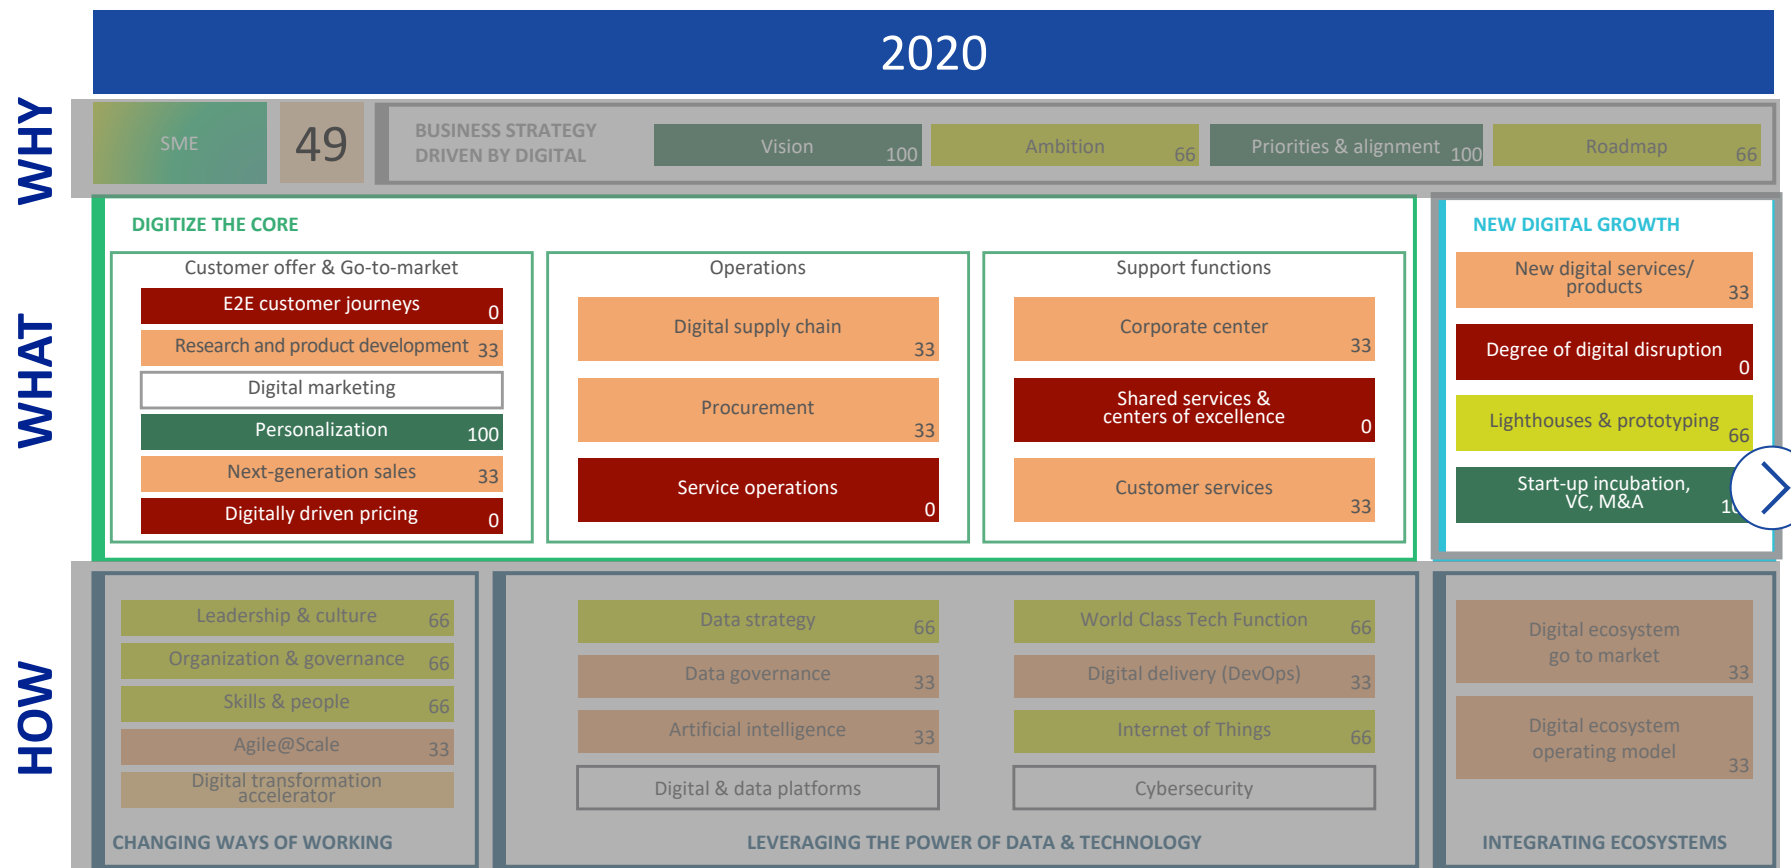 2020
WHY
SME
49
BUSINESS STRATEGY
DRIVEN BY DIGITAL
Vision 100
Ambition 66
Priorities & alignment 100
Roadmap 66
WHAT
DIGITIZE THE CORE
Customer offer & Go-to-market
E2E customer journeys 0
Research and product development 33
Digital marketing
Personalization 100
Next-generation sales 33
Digitally driven pricing 0
Operations
Digital supply chain 33
Procurement 33
Service operations 0
Support functions
Corporate center 33
Shared services &
centers of excellence 0
Customer services 33
NEW DIGITAL GROWTH
New digital services/
products 33
Degree of digital disruption 0
Lighthouses & prototyping 66
Start-up incubation,
VC, M&A
HOW
Leadership & culture 66
Organization & governance 66
Skills & people 66
Agile@Scale 33
Digital transformation
accelerator
CHANGING WAYS OF WORKING
Data strategy 66
Data governance 33
Artificial intelligence 33
Digital & data platforms
World Class Tech Function 66
Digital delivery (DevOps) 33
Internet of Things 66
Cybersecurity
LEVERAGING THE POWER OF DATA & TECHNOLOGY
Digital ecosystem
go to market 33
Digital ecosystem
operating model 33
INTEGRATING ECOSYSTEMS